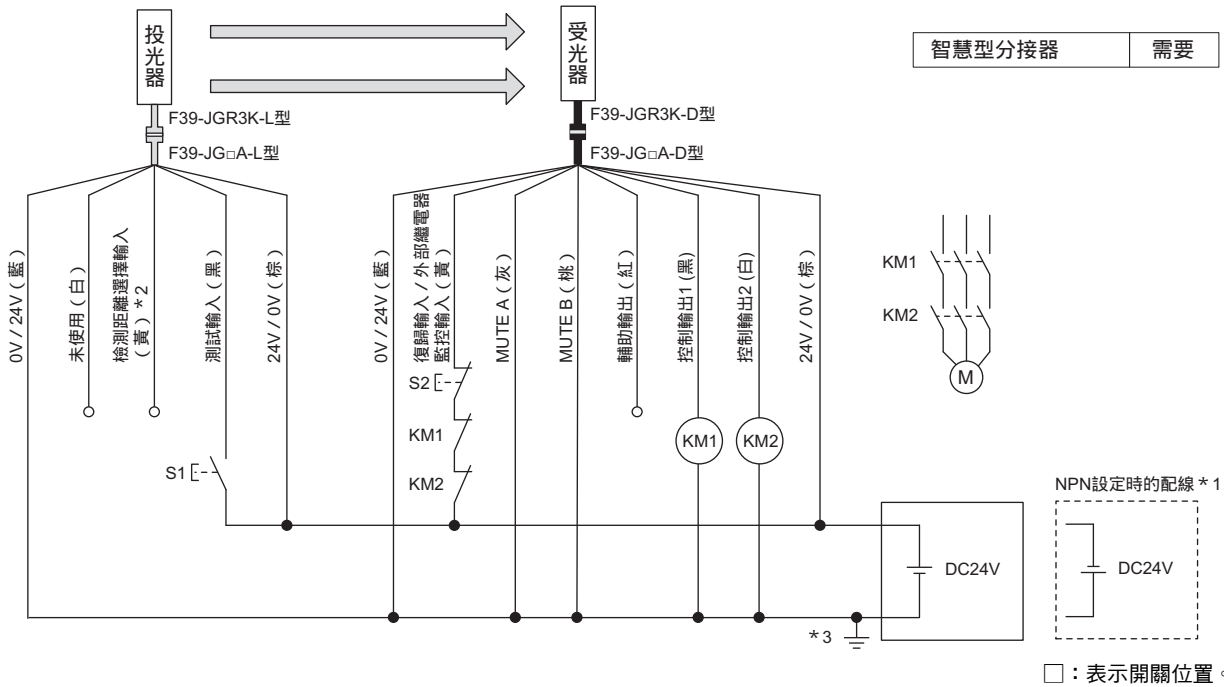 投光器
受光器
智慧型分接器 需要
F39-JGR3K-L型
F39-JG□A-L型
F39-JGR3K-D型
F39-JG□A-D型
0V / 24V ( 藍 )
未使用 ( 白 )
檢測距離選擇輸入
( 黃 ) *2
測試輸入 ( 黑 )
24V / 0V ( 棕 )
0V / 24V ( 藍 )
復歸輸入 / 外部繼電器
監控輸入 ( 黃 )
MUTE A ( 灰 )
MUTE B ( 桃 )
輔助輸出 ( 紅 )
控制輸出1 (黑)
控制輸出2 (白)
24V / 0V ( 棕 )
KM1
KM2
M
S2
KM1
KM2
S1
KM1
KM2
NPN設定時的配線*1
DC24V
DC24V
*3
□：表示開關位置。